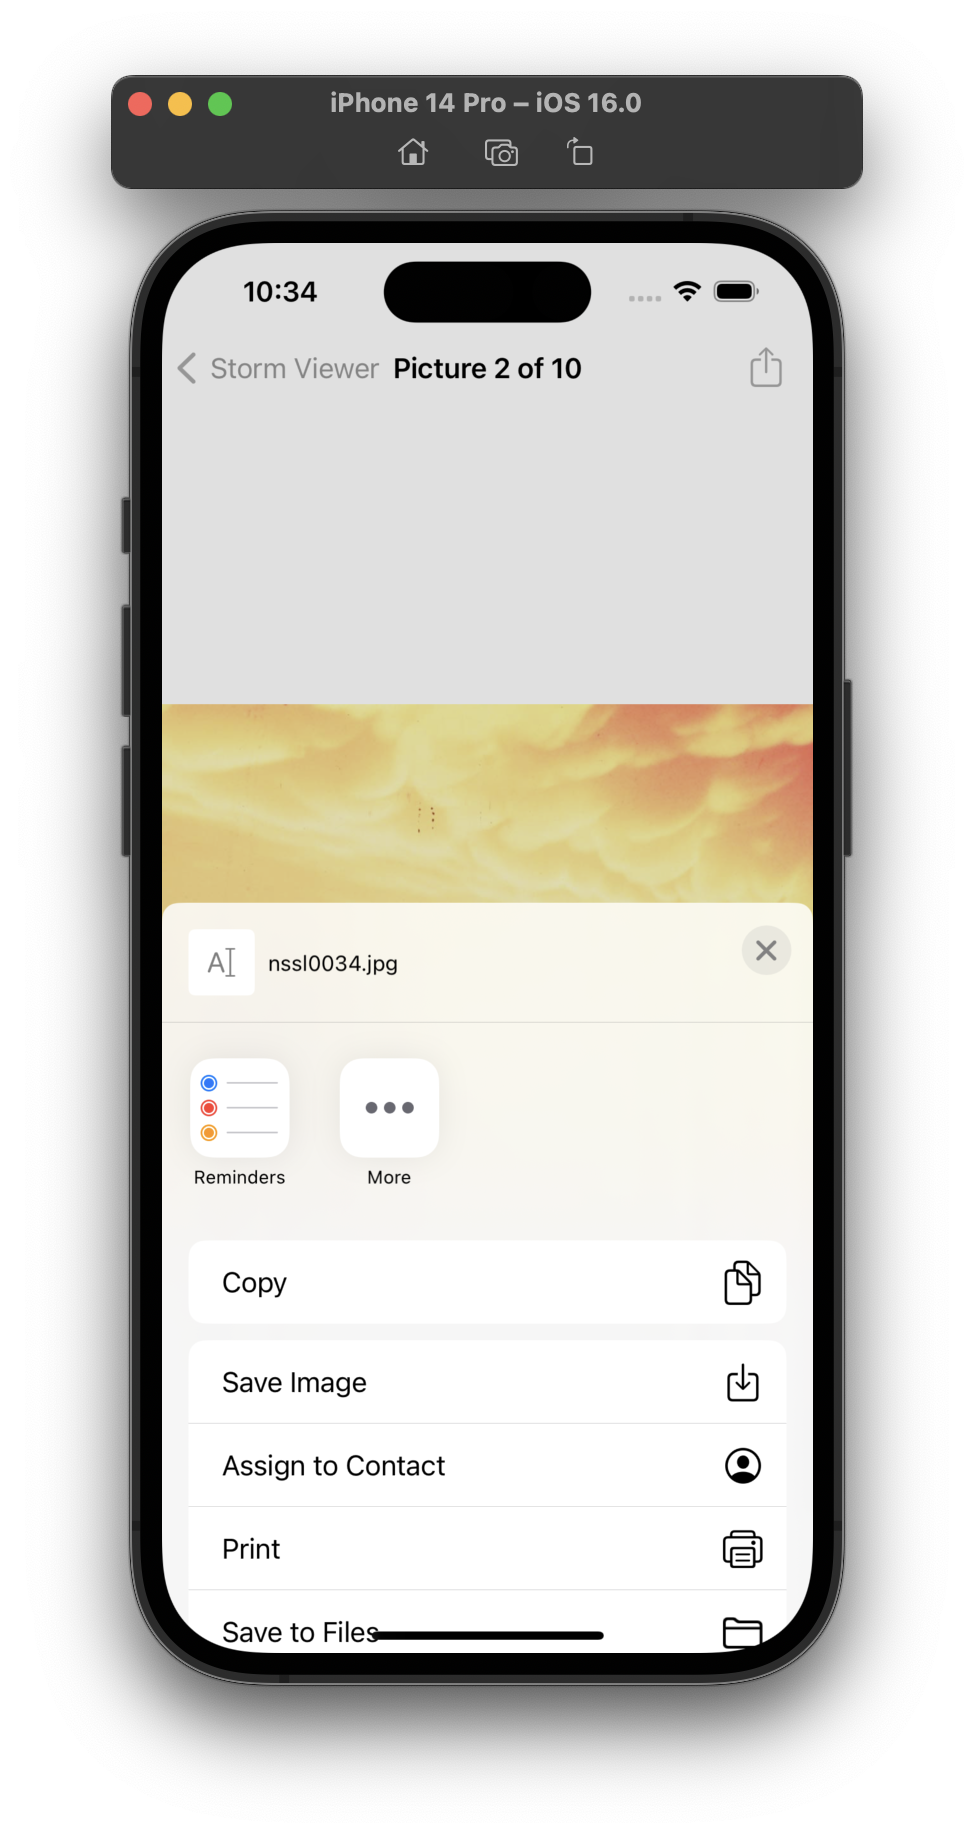 iPhone 14 Pro – iOS 16.0
10:34
Storm Viewer Picture 2 of 10
A
nssl0034.jpg
Reminders More
Copy
Save Image
Assign to Contact
Print
Save to Files